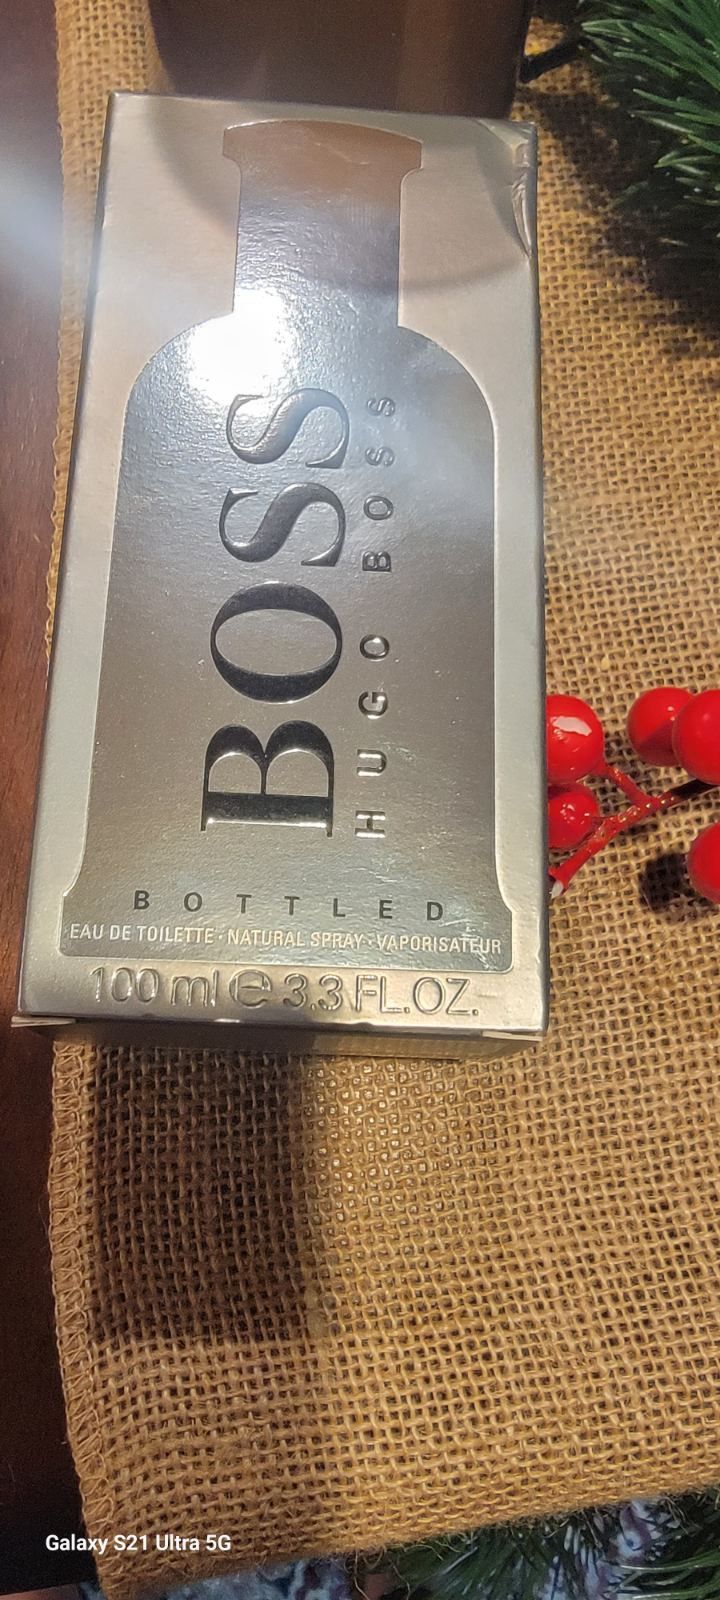 BOSS
HUGO BOSS
BOTTLED
EAU DE TOILETTE · NATURAL SPRAY · VAPORISATEUR
100 ml ℮ 3.3 FL.OZ.
Galaxy S21 Ultra 5G